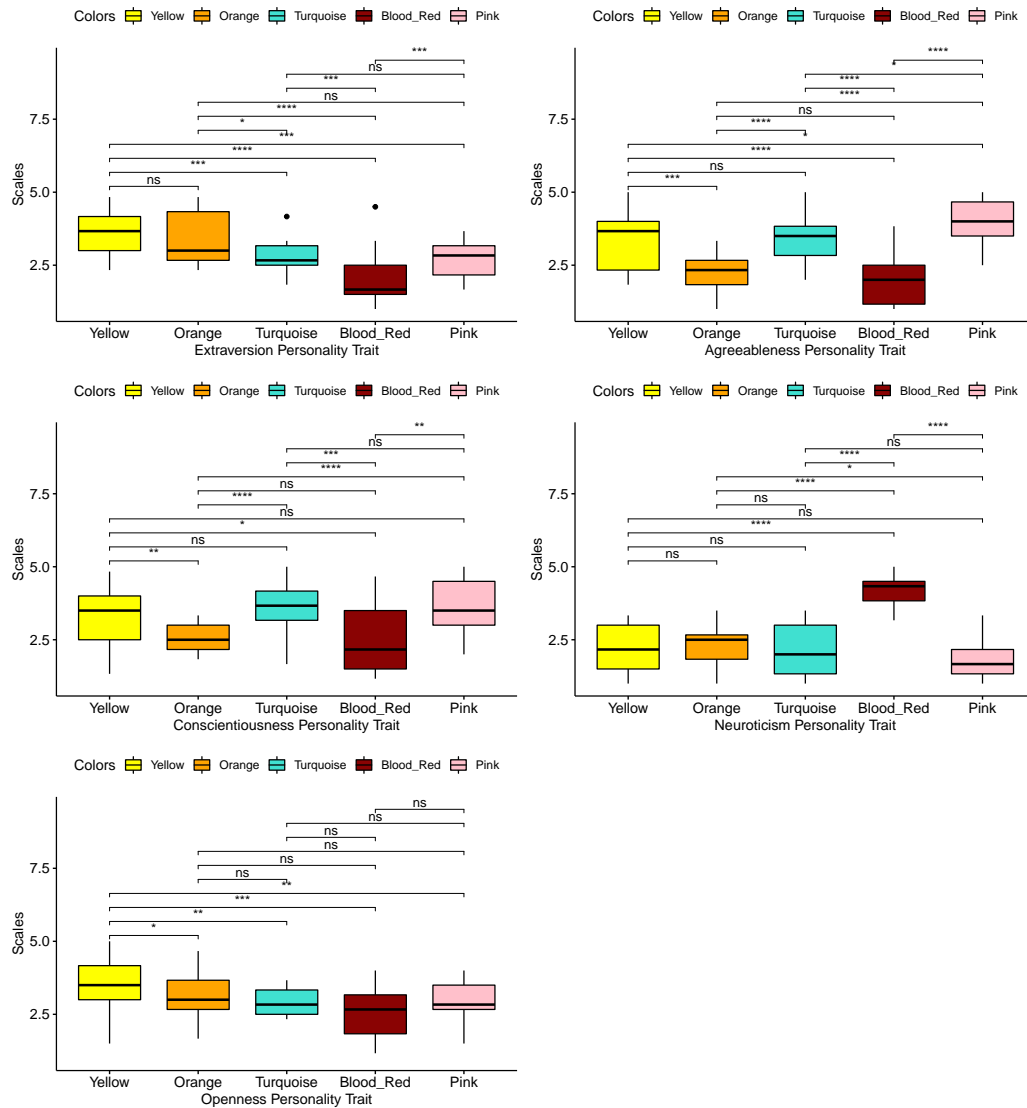 Colors Yellow Orange Turquoise Blood_Red Pink
***
ns
***
ns
****
*
***
****
***
ns
7.5
5.0
2.5
Scales
Yellow Orange Turquoise Blood_Red Pink
Extraversion Personality Trait
Colors Yellow Orange Turquoise Blood_Red Pink
****
*
****
****
ns
****
*
****
ns
***
7.5
5.0
2.5
Scales
Yellow Orange Turquoise Blood_Red Pink
Agreeableness Personality Trait
Colors Yellow Orange Turquoise Blood_Red Pink
**
ns
***
****
ns
****
ns
*
ns
**
7.5
5.0
2.5
Scales
Yellow Orange Turquoise Blood_Red Pink
Conscientiousness Personality Trait
Colors Yellow Orange Turquoise Blood_Red Pink
****
ns
****
*
****
ns
ns
****
ns
ns
7.5
5.0
2.5
Scales
Yellow Orange Turquoise Blood_Red Pink
Neuroticism Personality Trait
Colors Yellow Orange Turquoise Blood_Red Pink
ns
ns
ns
ns
ns
ns
**
***
**
*
7.5
5.0
2.5
Scales
Yellow Orange Turquoise Blood_Red Pink
Openness Personality Trait